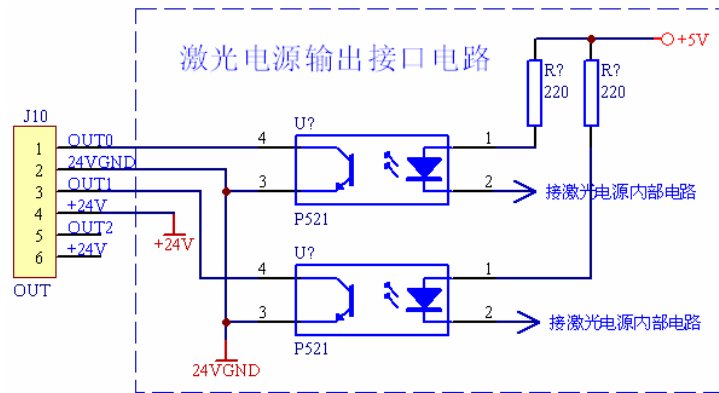 激光电源输出接口电路
+5V
R?
220
R?
220
J10
1
2
3
4
5
6
OUT0
24VGND
OUT1
+24V
OUT2
+24V
OUT
+24V
U?
4
3
1
2
P521
接激光电源内部电路
U?
4
3
1
2
P521
接激光电源内部电路
24VGND